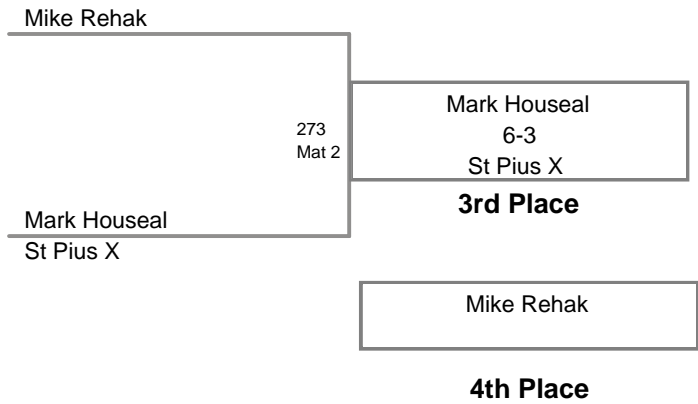 Mike Rehak
273
Mat 2
Mark Houseal
6-3
St Pius X
3rd Place
Mark Houseal
St Pius X
Mike Rehak
4th Place